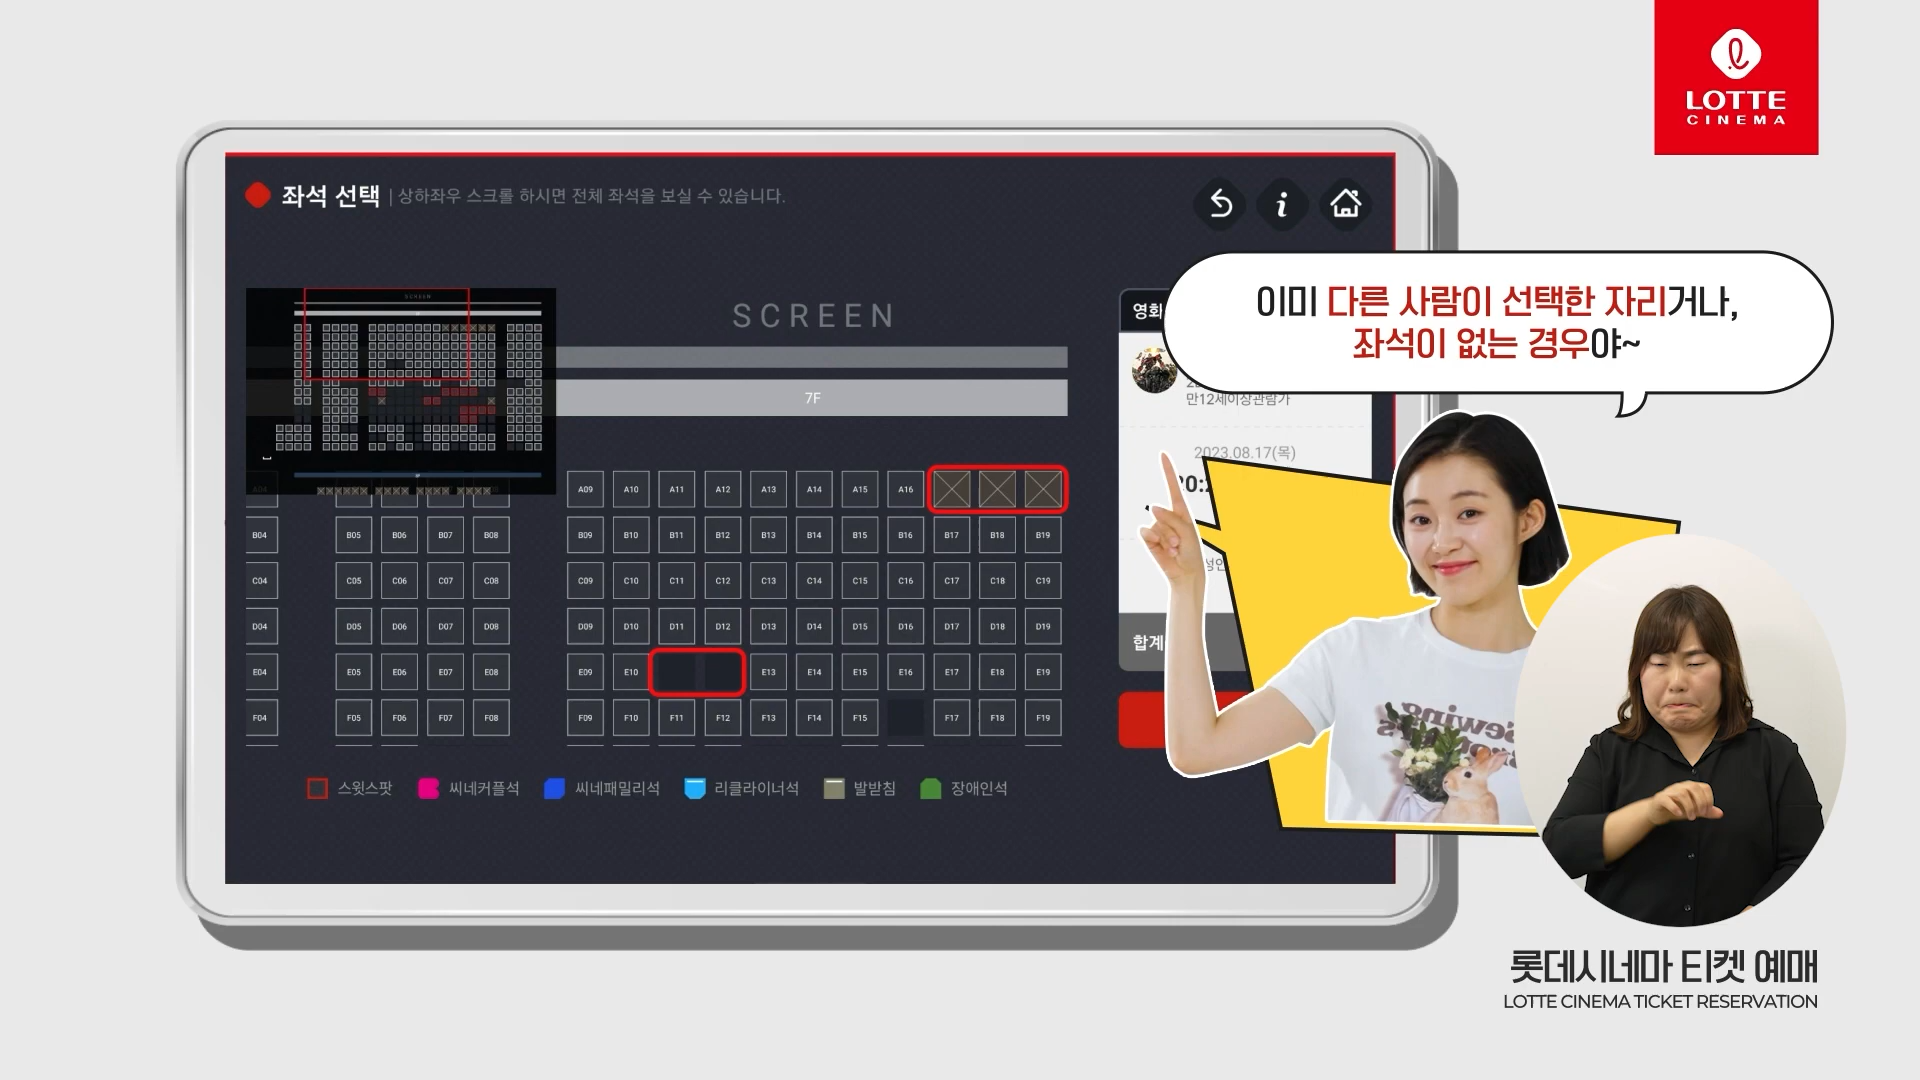 LOTTE
CINEMA
좌석 선택 | 상하좌우 스크롤 하시면 전체 좌석을 보실 수 있습니다.
이미 다른 사람이 선택한 자리거나,
좌석이 없는 경우야~
SCREEN
SCREEN
7F
영화
만12세이상관람가
2023.08.17(목)
합계
A04 A09 A10 A11 A12 A13 A14 A15 A16
B04 B05 B06 B07 B08 B09 B10 B11 B12 B13 B14 B15 B16 B17 B18 B19
C04 C05 C06 C07 C08 C09 C10 C11 C12 C13 C14 C15 C16 C17 C18 C19
D04 D05 D06 D07 D08 D09 D10 D11 D12 D13 D14 D15 D16 D17 D18 D19
E04 E05 E06 E07 E08 E09 E10 E13 E14 E15 E16 E17 E18 E19
F04 F05 F06 F07 F08 F09 F10 F11 F12 F13 F14 F15 F17 F18 F19
스윗스팟 씨네커플석 씨네패밀리석 리클라이너석 발받침 장애인석
롯데시네마 티켓 예매
LOTTE CINEMA TICKET RESERVATION